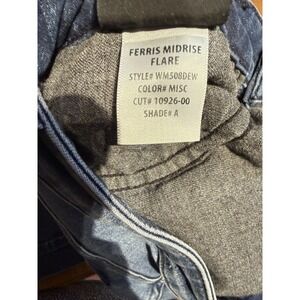 FERRIS MIDRISE
FLARE
STYLE# WM508DEW
COLOR# MISC
CUT# 10926-00
SHADE# A